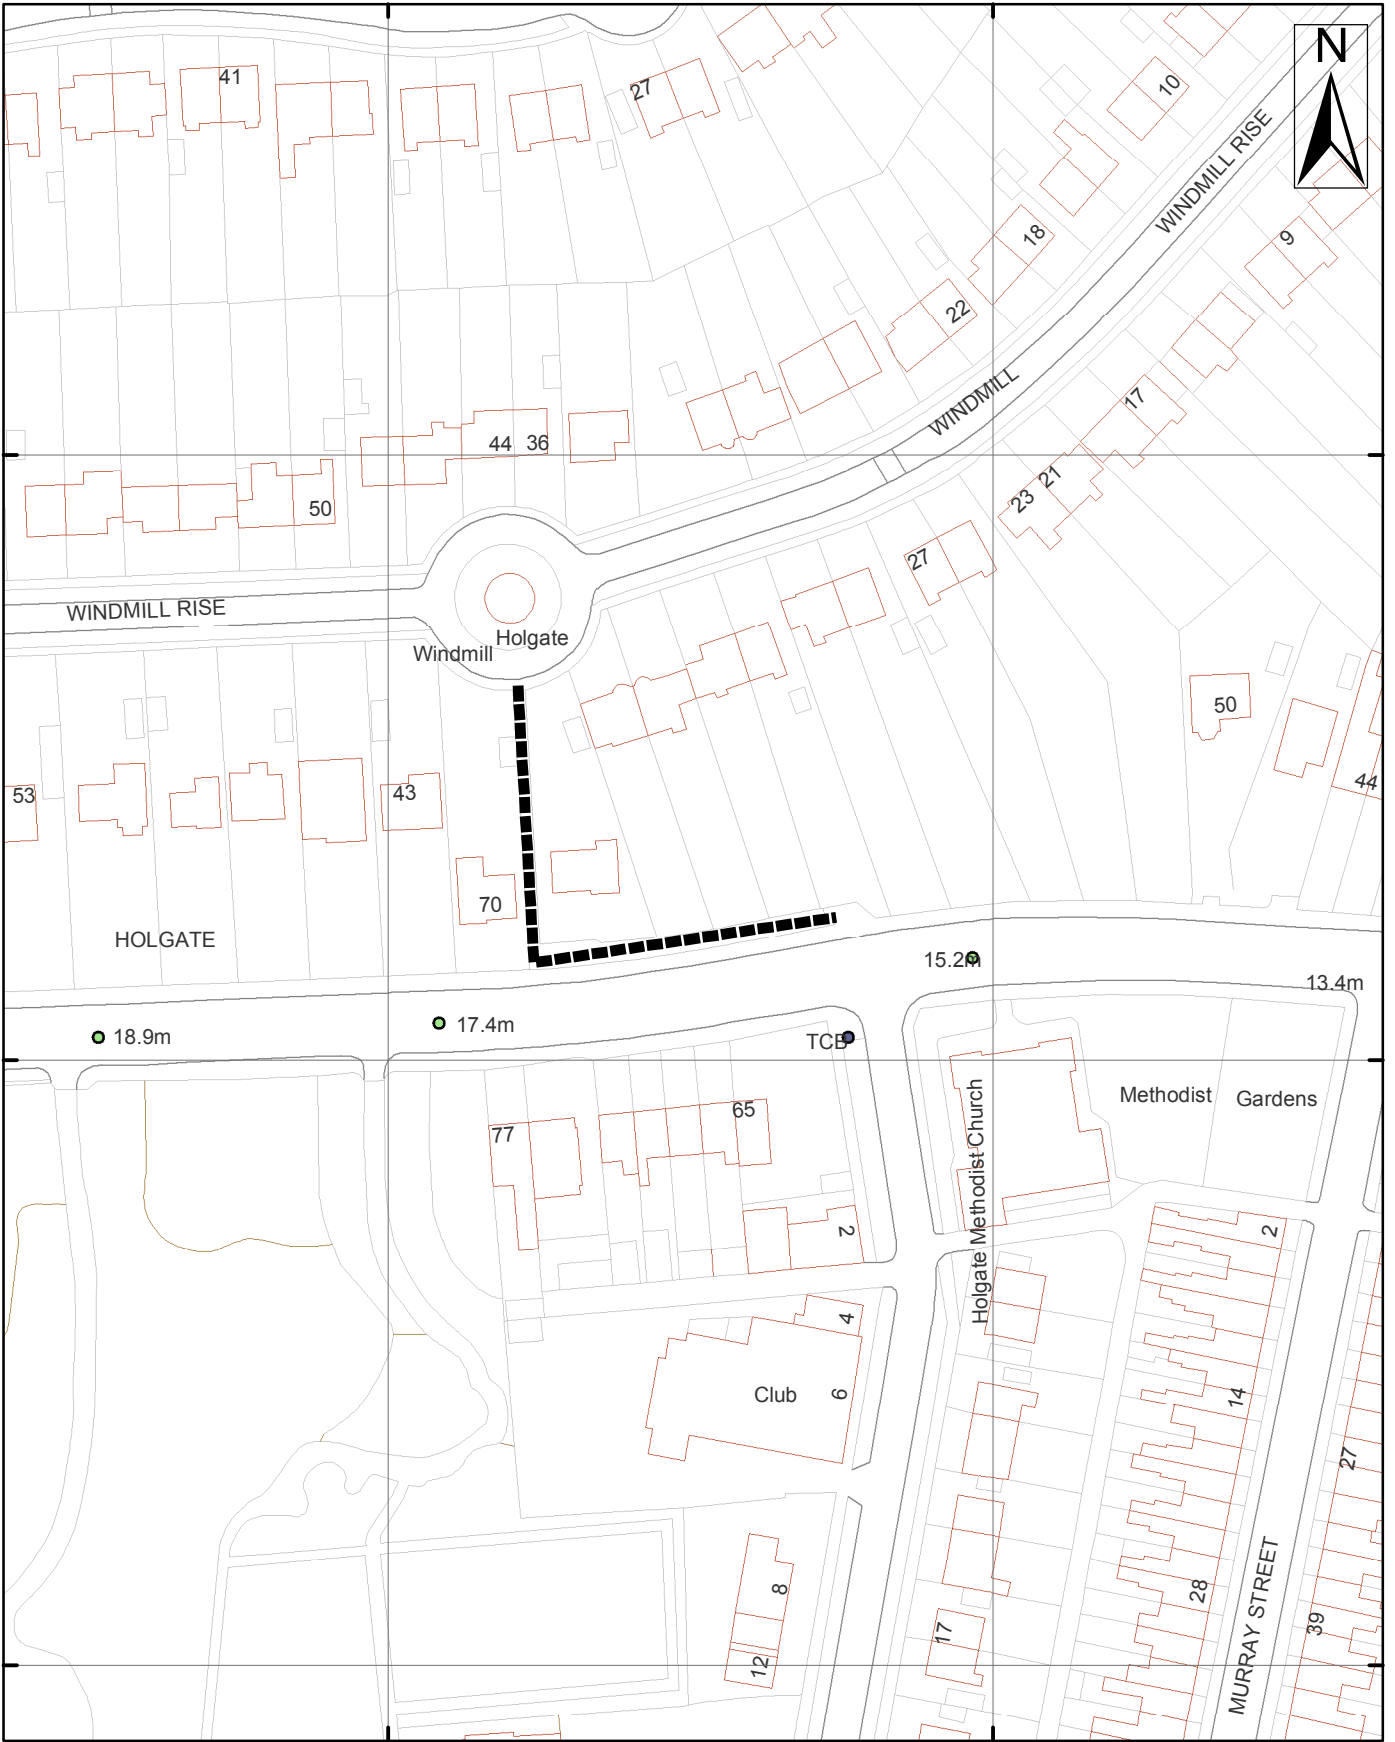 N
41
27
10
WINDMILL RISE
18
9
22
WINDMILL
17
44 36
21
23
50
27
WINDMILL RISE
Holgate
Windmill
50
53
43
44
70
HOLGATE
15.2m
13.4m
18.9m
17.4m
TCB
Methodist
Gardens
65
77
Holgate Methodist Church
2
2
4
Club
6
14
27
8
28
17
39
12
MURRAY STREET